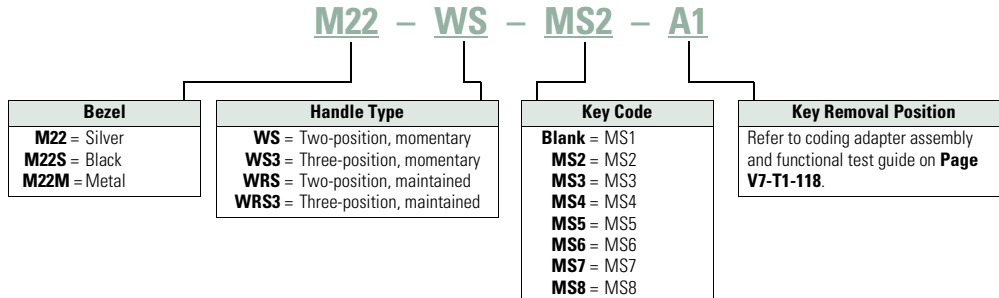 M22 – WS – MS2 – A1
Bezel
M22 = Silver
M22S = Black
M22M = Metal
Handle Type
WS = Two-position, momentary
WS3 = Three-position, momentary
WRS = Two-position, maintained
WRS3 = Three-position, maintained
Key Code
Blank = MS1
MS2 = MS2
MS3 = MS3
MS4 = MS4
MS5 = MS5
MS6 = MS6
MS7 = MS7
MS8 = MS8
Key Removal Position
Refer to coding adapter assembly
and functional test guide on Page
V7-T1-118.